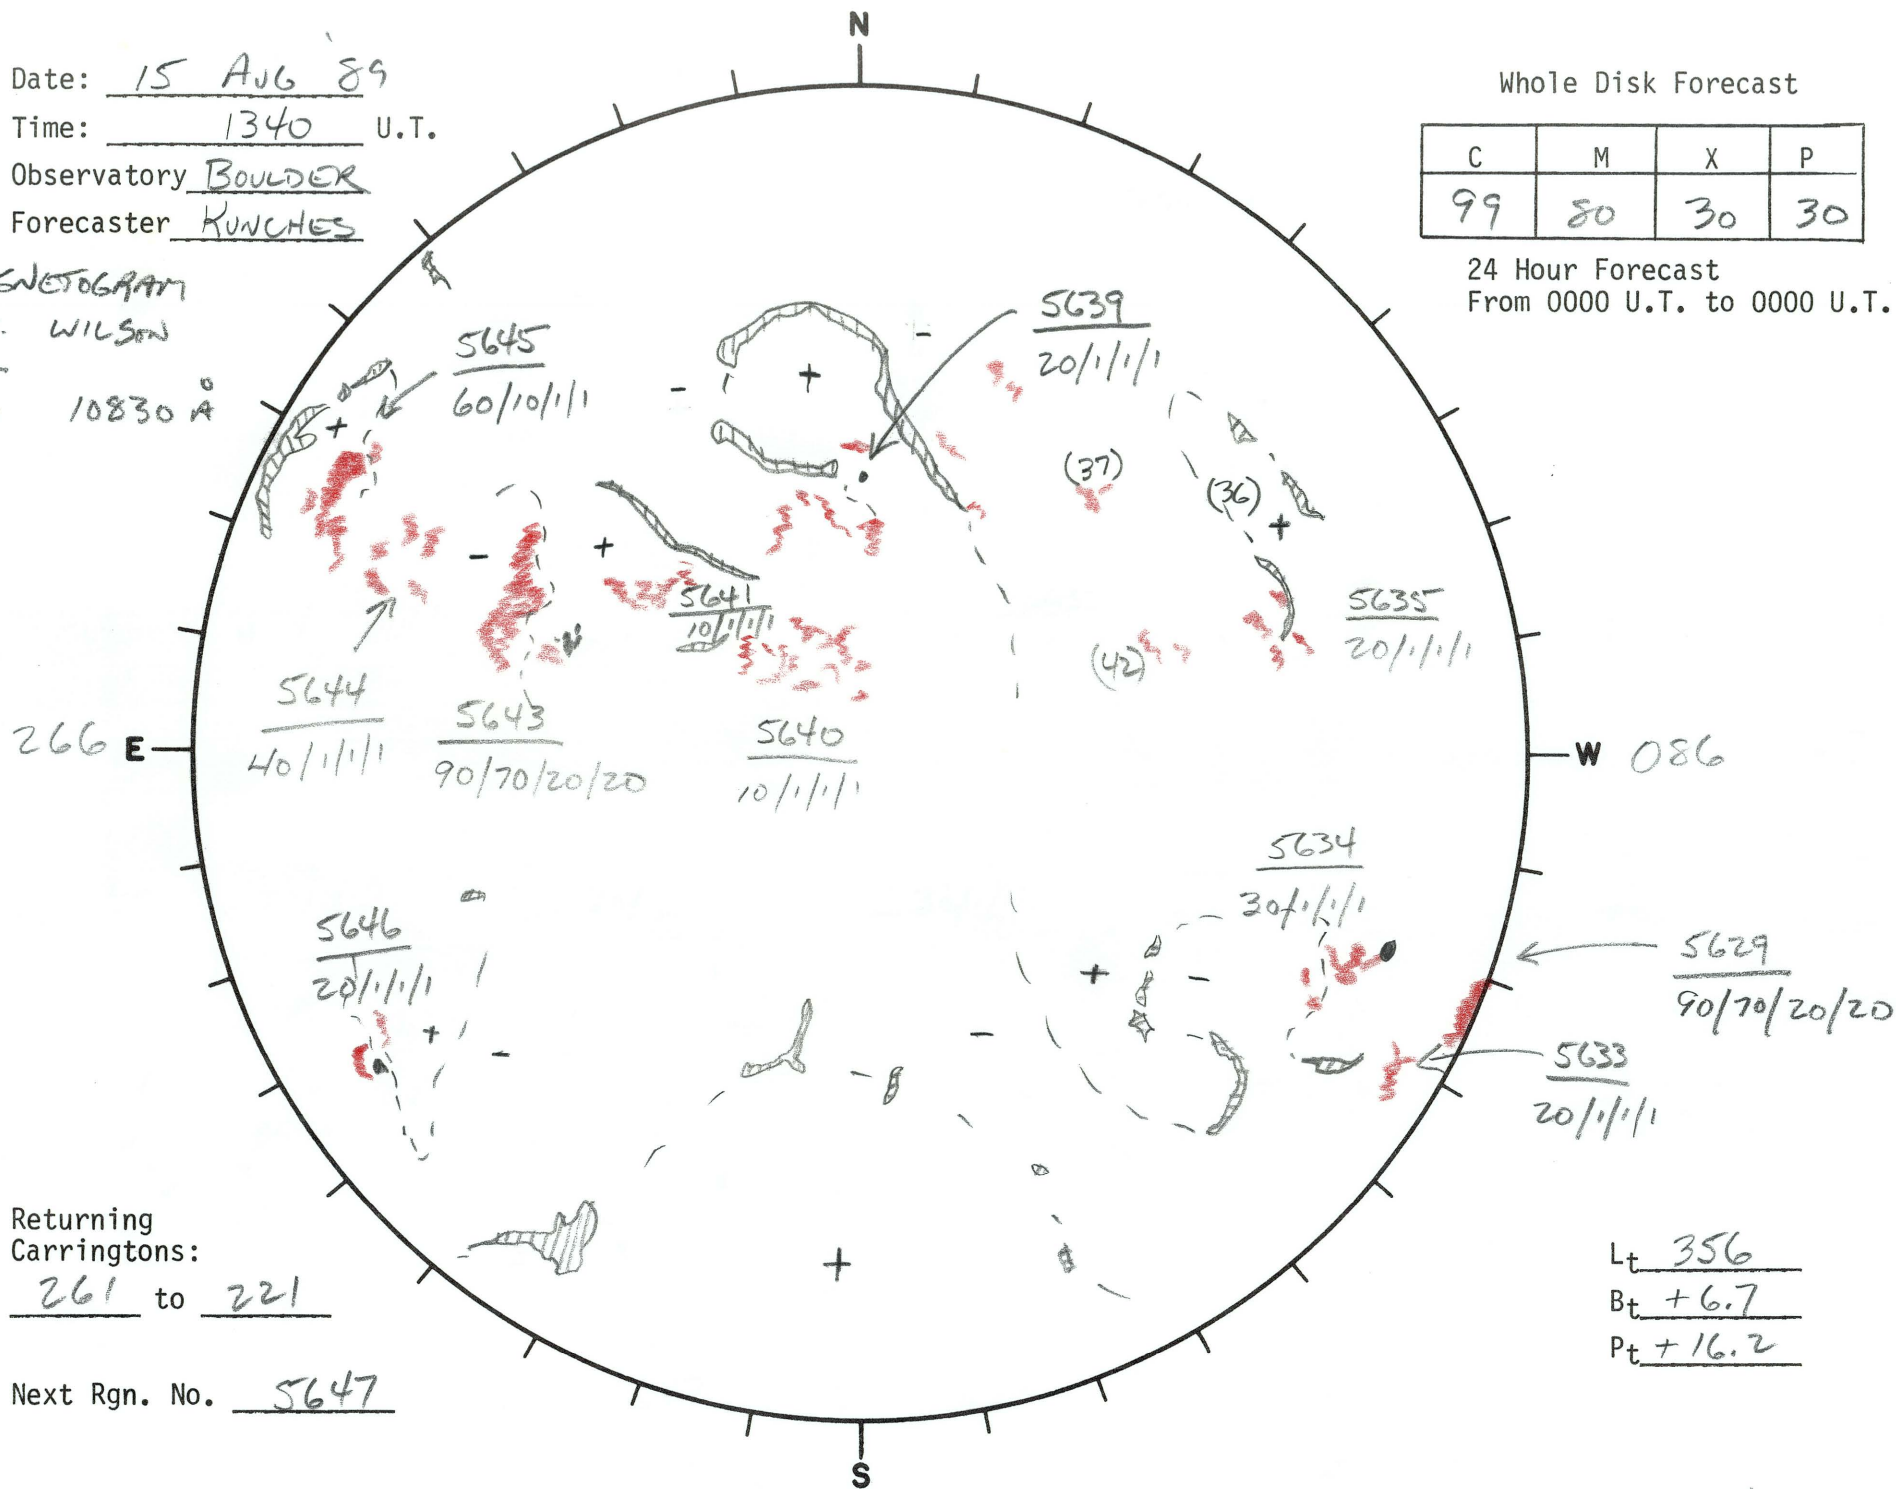 N
Date: 15 AUG '89
Time: 1340 U.T.
Observatory BOULDER
Forecaster KUNCHES
GNETOGRAM
. WILSON
10830 Å
Whole Disk Forecast
C M X P
99 80 30 30
24 Hour Forecast
From 0000 U.T. to 0000 U.T.
5645
60/10/1/1
5639
20/1/1/1
-
-
+
+
(37)
(36)
+
-
+
5641
10/1/1/1
5635
20/1/1/1
(42)
5644
40/1/1/1
5643
90/70/20/20
5640
10/1/1/1
266 E
W 086
5634
30/1/1/1
5646
20/1/1/1
5629
90/70/20/20
+
-
+
-
-
5633
20/1/1/1
Returning
Carringtons:
261 to 221
+
Lt 356
Bt +6.7
Pt +16.2
Next Rgn. No. 5647
S